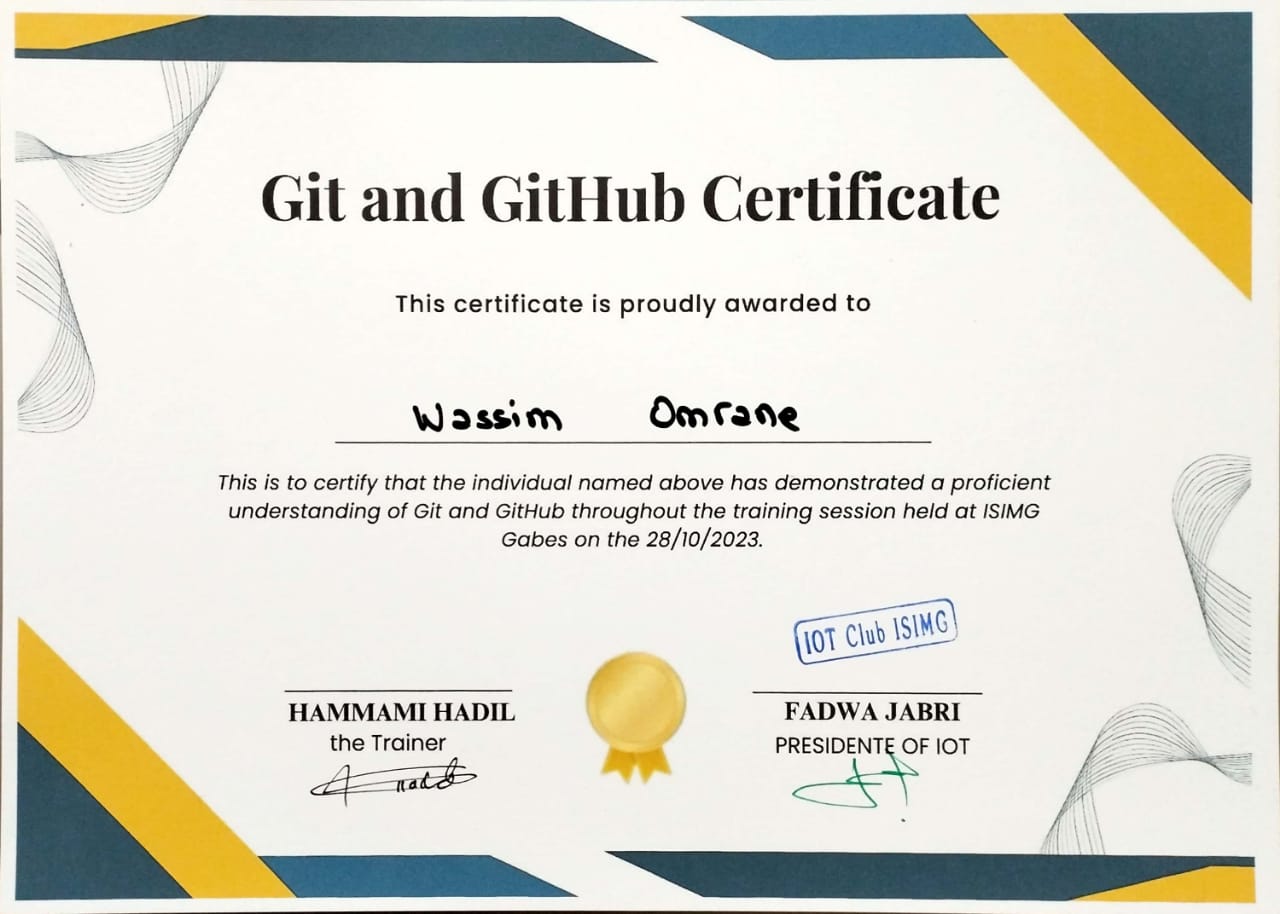 Git and GitHub Certificate
This certificate is proudly awarded to
Wassim Omrane
This is to certify that the individual named above has demonstrated a proficient
understanding of Git and GitHub throughout the training session held at ISIMG
Gabes on the 28/10/2023.
IOT Club ISIMG
HAMMAMI HADIL
the Trainer
FADWA JABRI
PRESIDENTE OF IOT